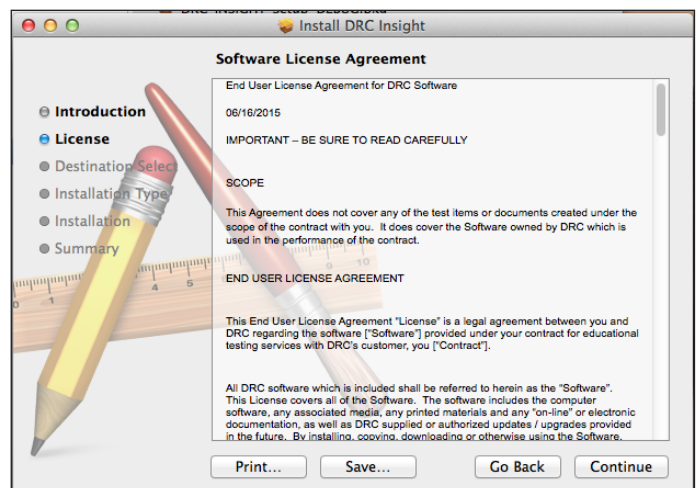 Install DRC Insight
Software License Agreement
Introduction
License
Destination Select
Installation Type
Installation
Summary
End User License Agreement for DRC Software
06/16/2015
IMPORTANT – BE SURE TO READ CAREFULLY
SCOPE
This Agreement does not cover any of the test items or documents created under the
scope of the contract with you.  It does cover the Software owned by DRC which is
used in the performance of the contract.
END USER LICENSE AGREEMENT
This End User License Agreement "License" is a legal agreement between you and
DRC regarding the software ["Software"] provided under your contract for educational
testing services with DRC's customer, you ["Contract"].
All DRC software which is included shall be referred to herein as the "Software".
This License covers all of the Software.  The software includes the computer
software, any associated media, any printed materials and any "on-line" or electronic
documentation, as well as DRC supplied or authorized updates / upgrades provided
in the future.  By installing, copying, downloading or otherwise using the Software,
0
1
4
5
9
10
Print...
Save...
Go Back
Continue